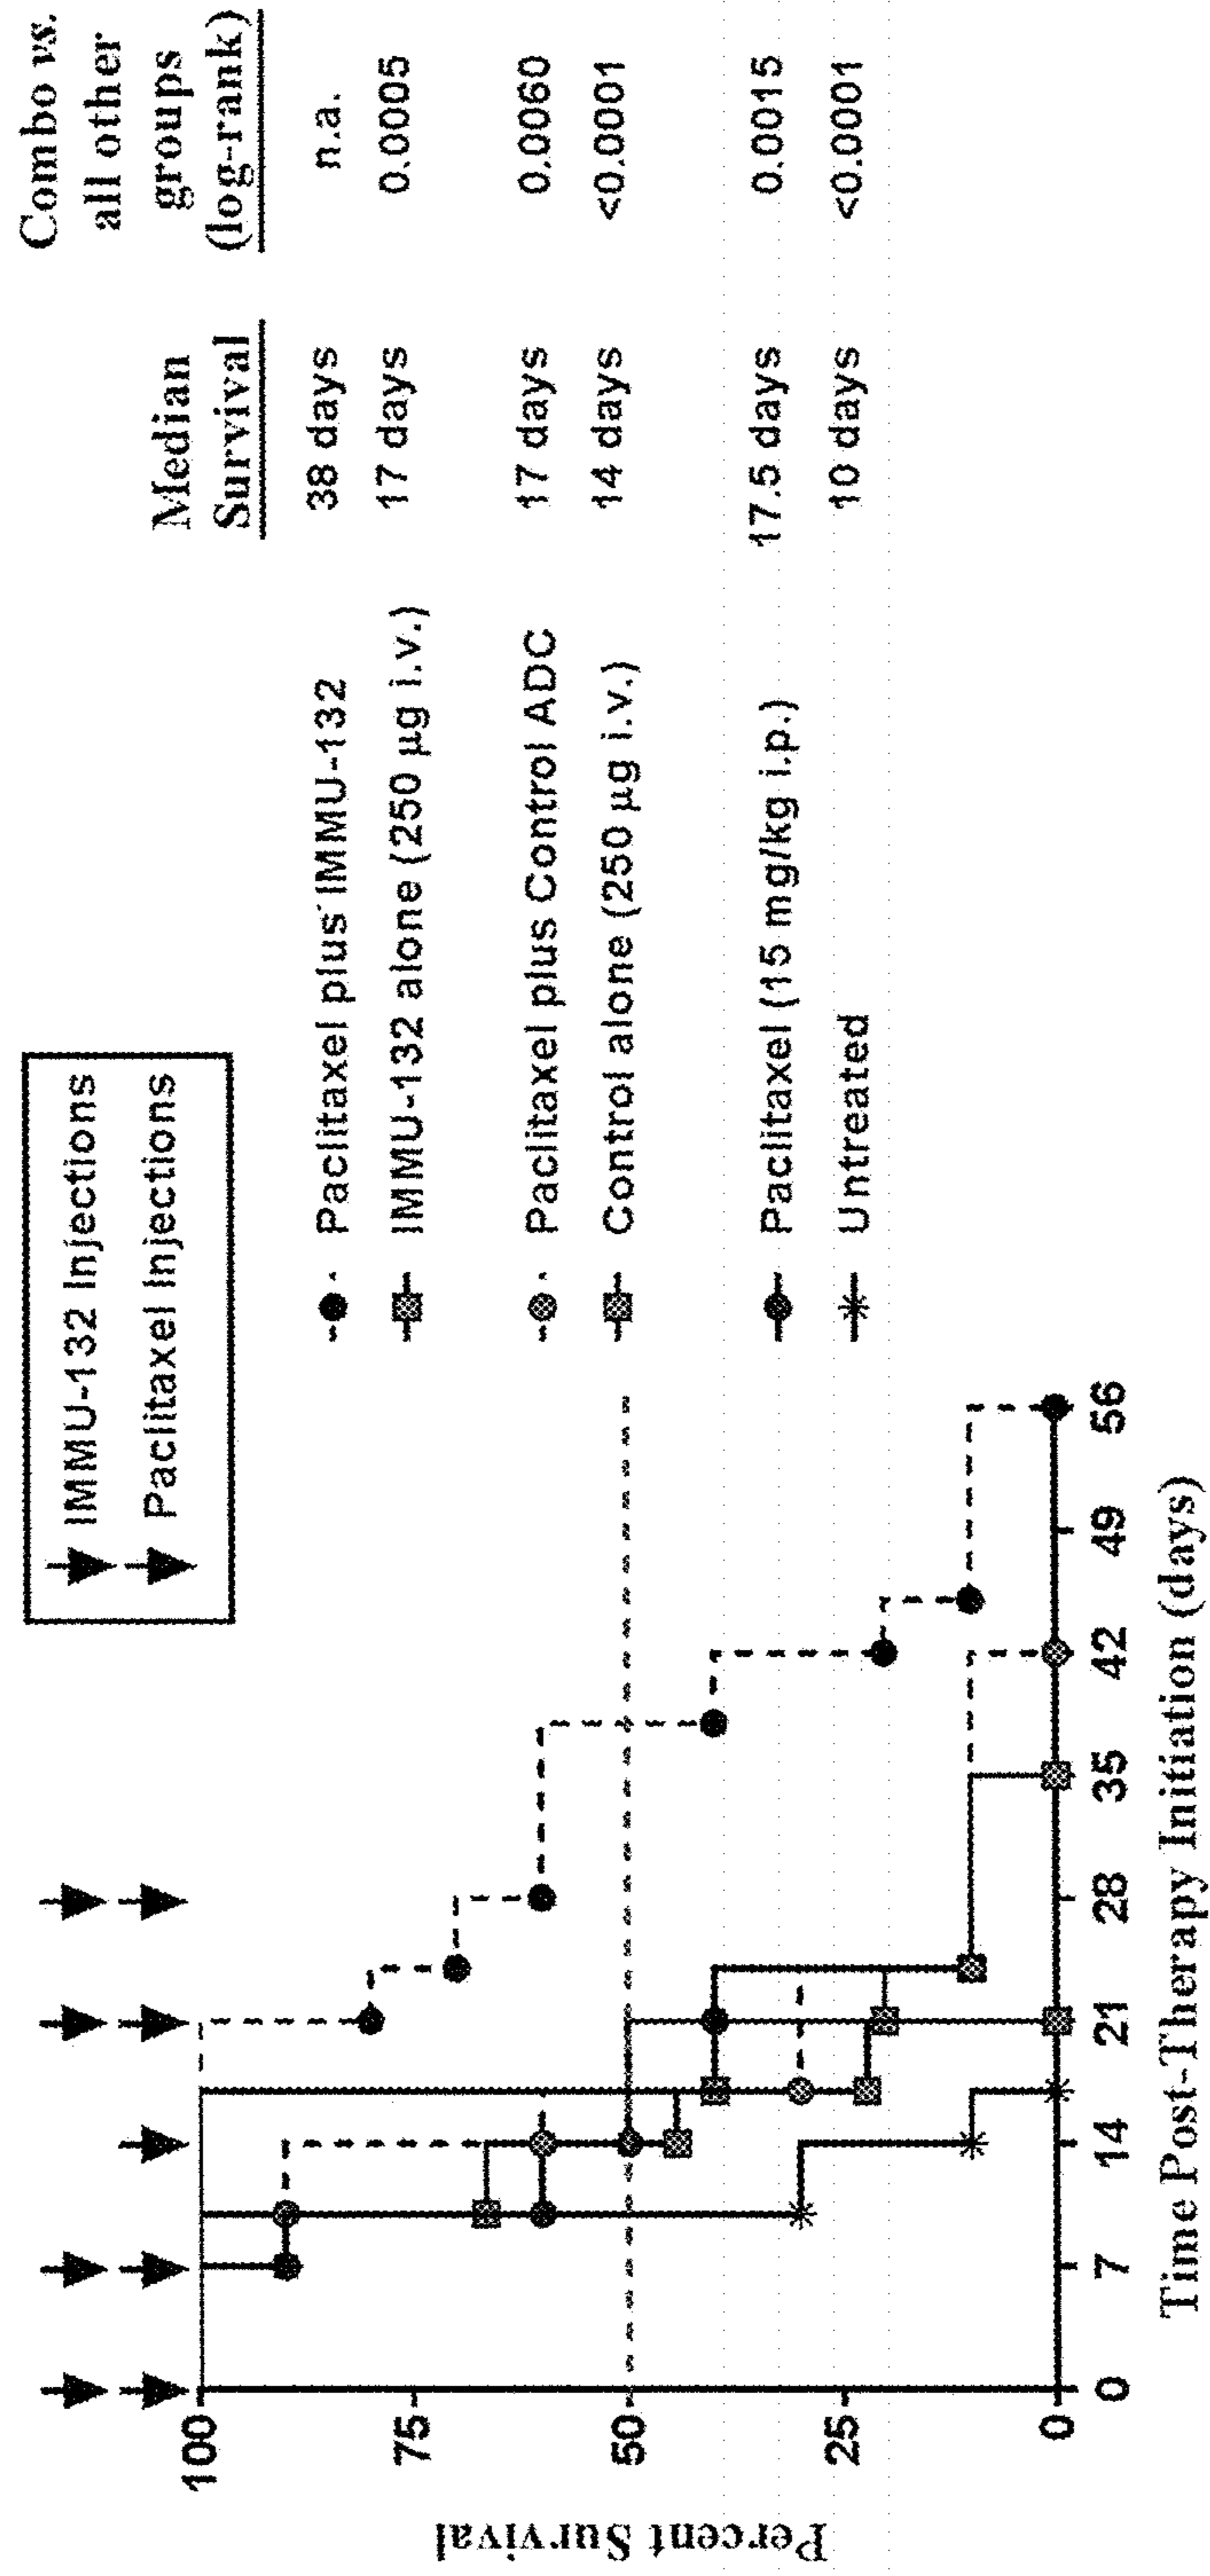 IMMU-132 Injections
Paclitaxel Injections
Combo vs.
all other
groups
(log-rank)
Median
Survival
Paclitaxel plus IMMU-132 38 days n.a.
IMMU-132 alone (250 µg i.v.) 17 days 0.0005
Paclitaxel plus Control ADC 17 days 0.0060
Control alone (250 µg i.v.) 14 days <0.0001
Paclitaxel (15 mg/kg i.p.) 17.5 days 0.0015
Untreated 10 days <0.0001
Percent Survival
100
75
50
25
0
0 7 14 21 28 35 42 49 56
Time Post-Therapy Initiation (days)